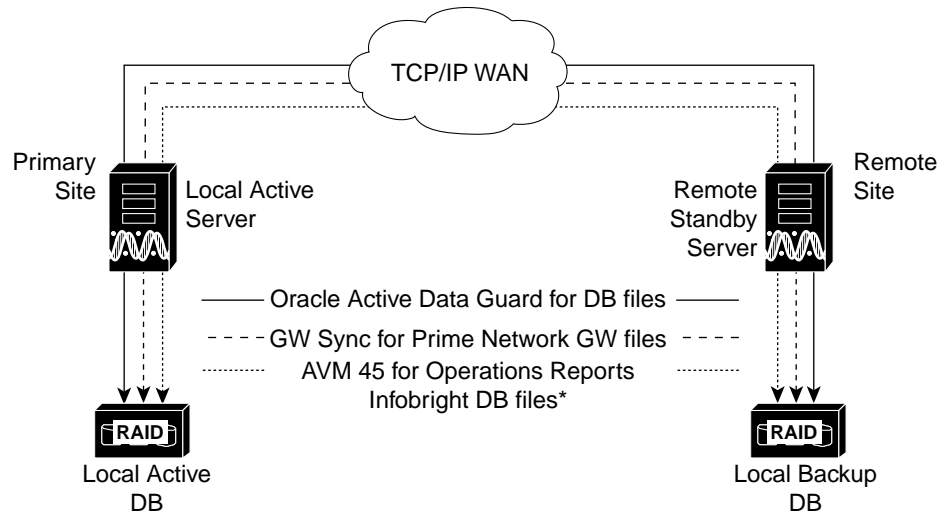 TCP/IP WAN
Primary
Site
Local Active
Server
Remote
Standby
Server
Remote
Site
Oracle Active Data Guard for DB files
GW Sync for Prime Network GW files
AVM 45 for Operations Reports
Infobright DB files*
RAID
Local Active
DB
RAID
Local Backup
DB